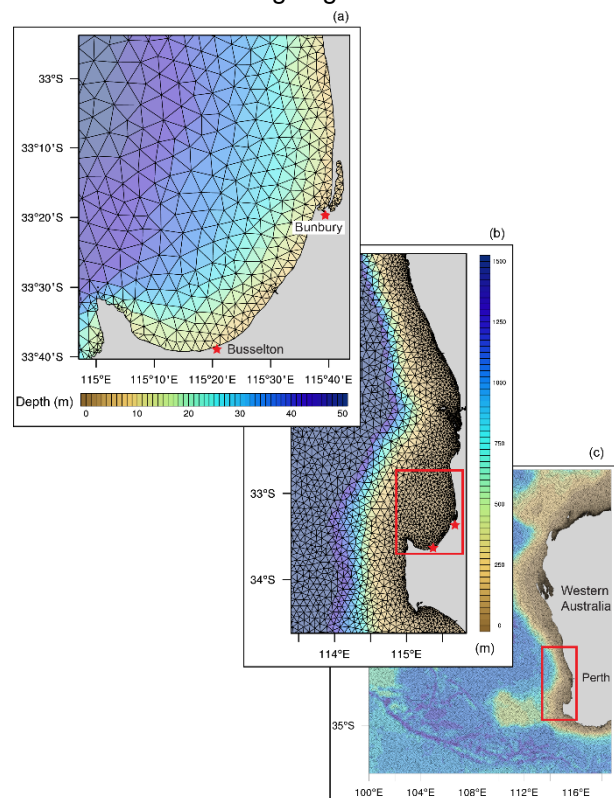 (a)
33°S
33°10'S
33°20'S
33°30'S
33°40'S
Bunbury
Busselton
115°E 115°10'E 115°20'E 115°30'E 115°40'E
Depth (m) 0 10 20 30 40 50
(b)
33°S
34°S
114°E 115°E
1500
1250
1000
750
500
250
0
(m)
(c)
Western
Australia
Perth
35°S
100°E 104°E 108°E 112°E 116°E